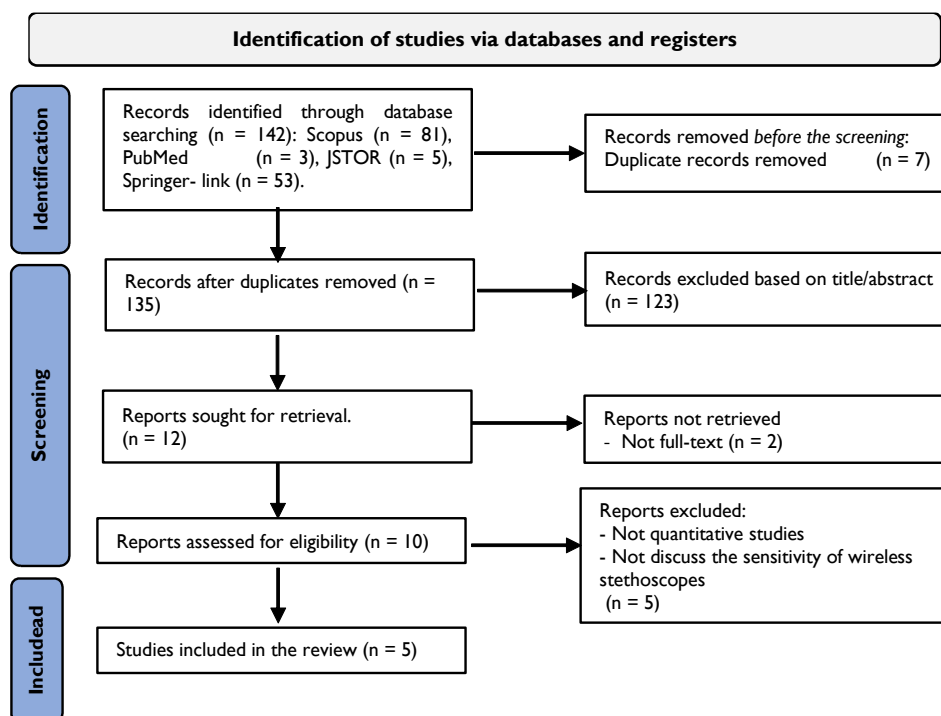 Identification of studies via databases and registers
Identification
Records identified through database
searching (n = 142): Scopus (n = 81),
PubMed (n = 3), JSTOR (n = 5),
Springer- link (n = 53).
Records removed before the screening:
Duplicate records removed (n = 7)
Screening
Records after duplicates removed (n =
135)
Records excluded based on title/abstract
(n = 123)
Reports sought for retrieval.
(n = 12)
Reports not retrieved
- Not full-text (n = 2)
Reports assessed for eligibility (n = 10)
Reports excluded:
- Not quantitative studies
- Not discuss the sensitivity of wireless
stethoscopes
(n = 5)
Includead
Studies included in the review (n = 5)